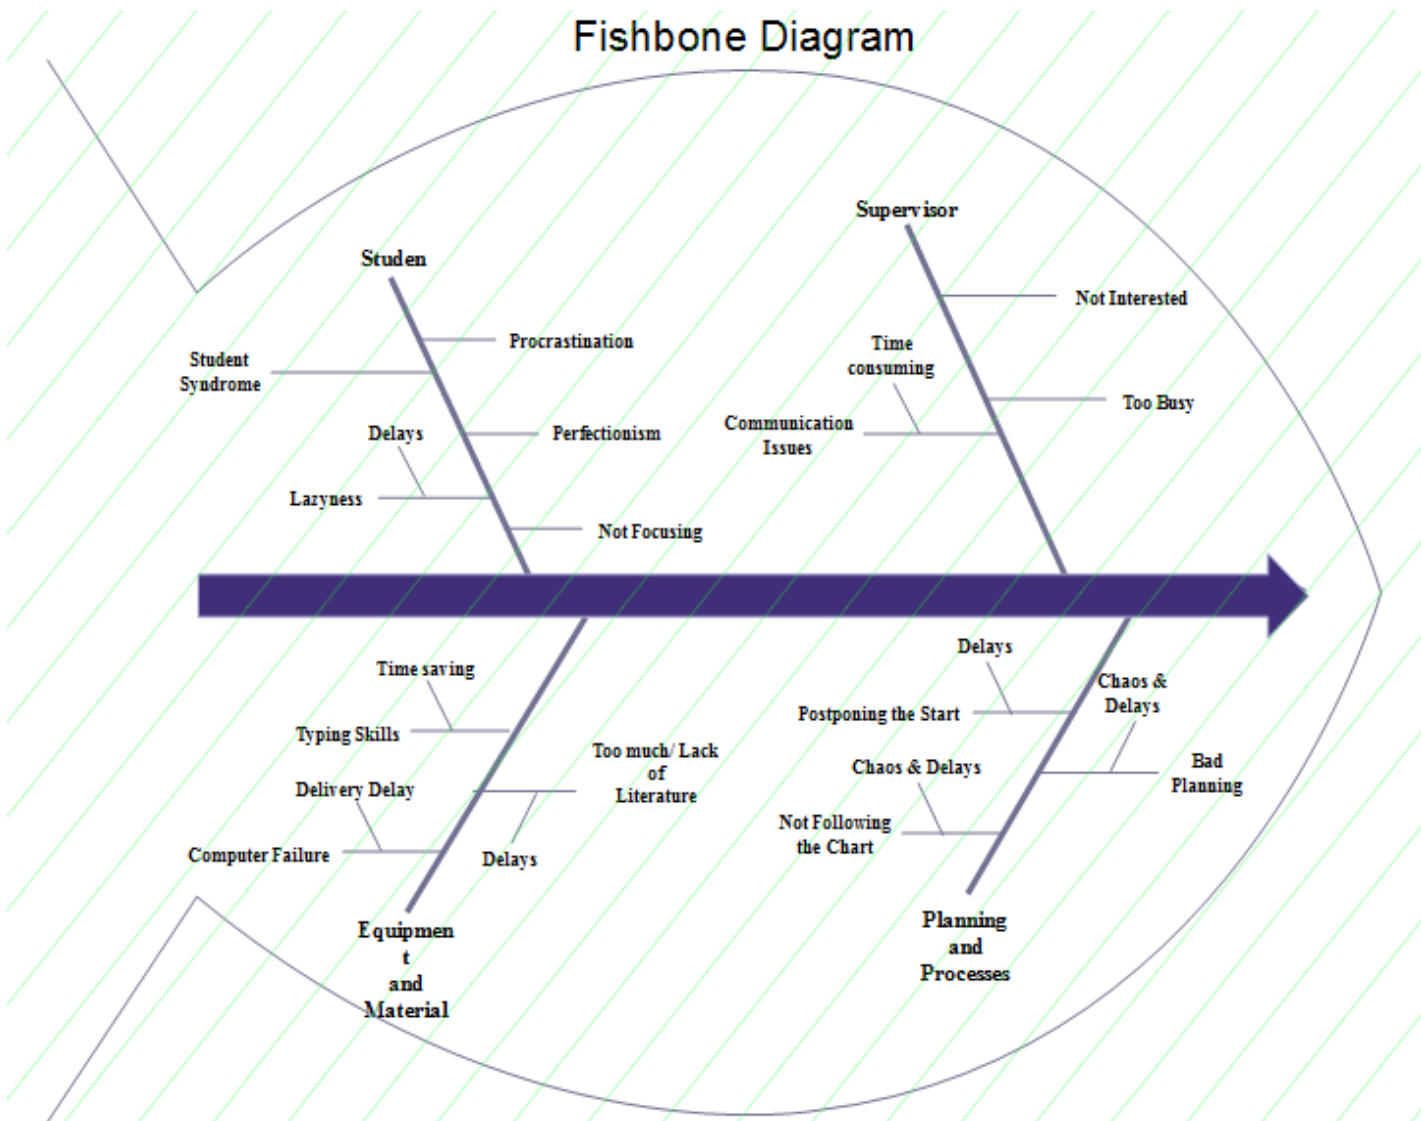 Fishbone Diagram
Supervisor
Studen
Not Interested
Procrastination
Time
consuming
Student
Syndrome
Too Busy
Communication
Issues
Delays
Perfectionism
Lazyness
Not Focusing
Delays
Time saving
Chaos &
Delays
Postponing the Start
Typing Skills
Too much/ Lack
of
Literature
Bad
Planning
Chaos & Delays
Delivery Delay
Not Following
the Chart
Computer Failure
Delays
Equipmen
t
and
Material
Planning
and
Processes